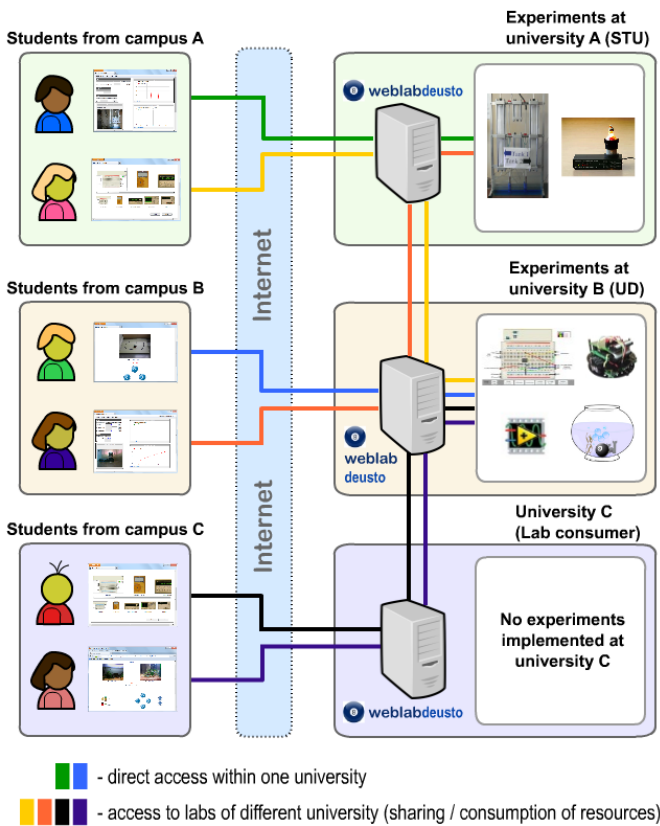 Students from campus A
Experiments at
university A (STU)
weblabdeusto
Internet
Students from campus B
Experiments at
university B (UD)
weblab
deusto
Internet
Students from campus C
University C
(Lab consumer)
No experiments
implemented at
university C
weblabdeusto
- direct access within one university
- access to labs of different university (sharing / consumption of resources)